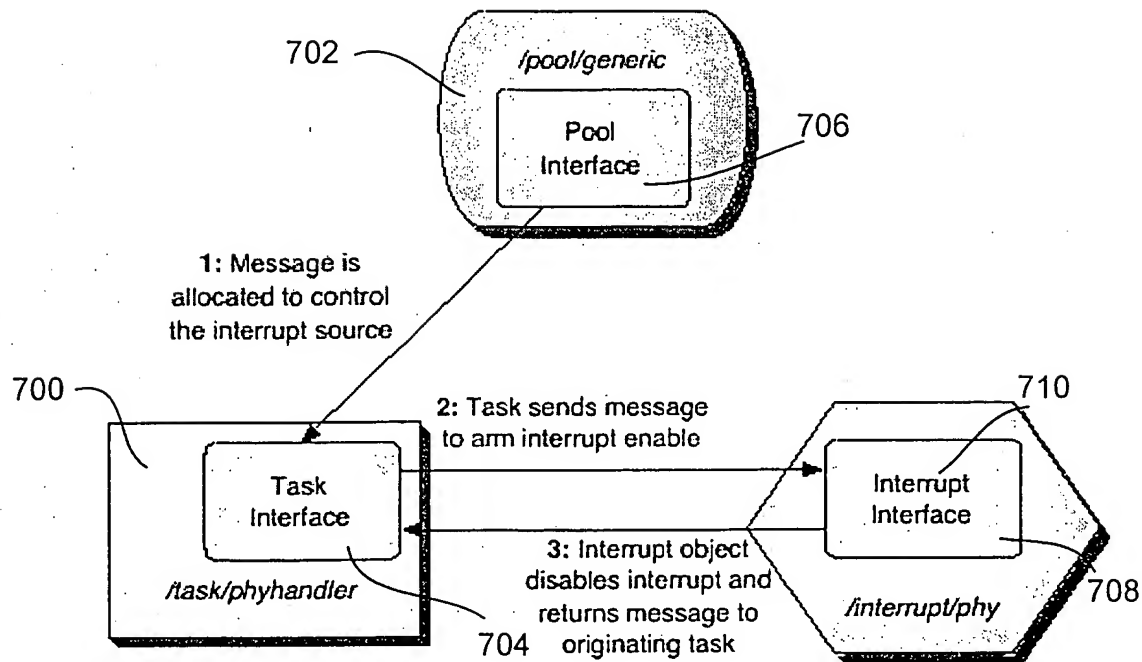 702
/pool/generic
Pool
Interface
706
1: Message is
allocated to control
the interrupt source
700
710
2: Task sends message
to arm interrupt enable
Task
Interface
Interrupt
Interface
3: Interrupt object
disables interrupt and
returns message to
originating task
/task/phyhandler
704
/interrupt/phy
708